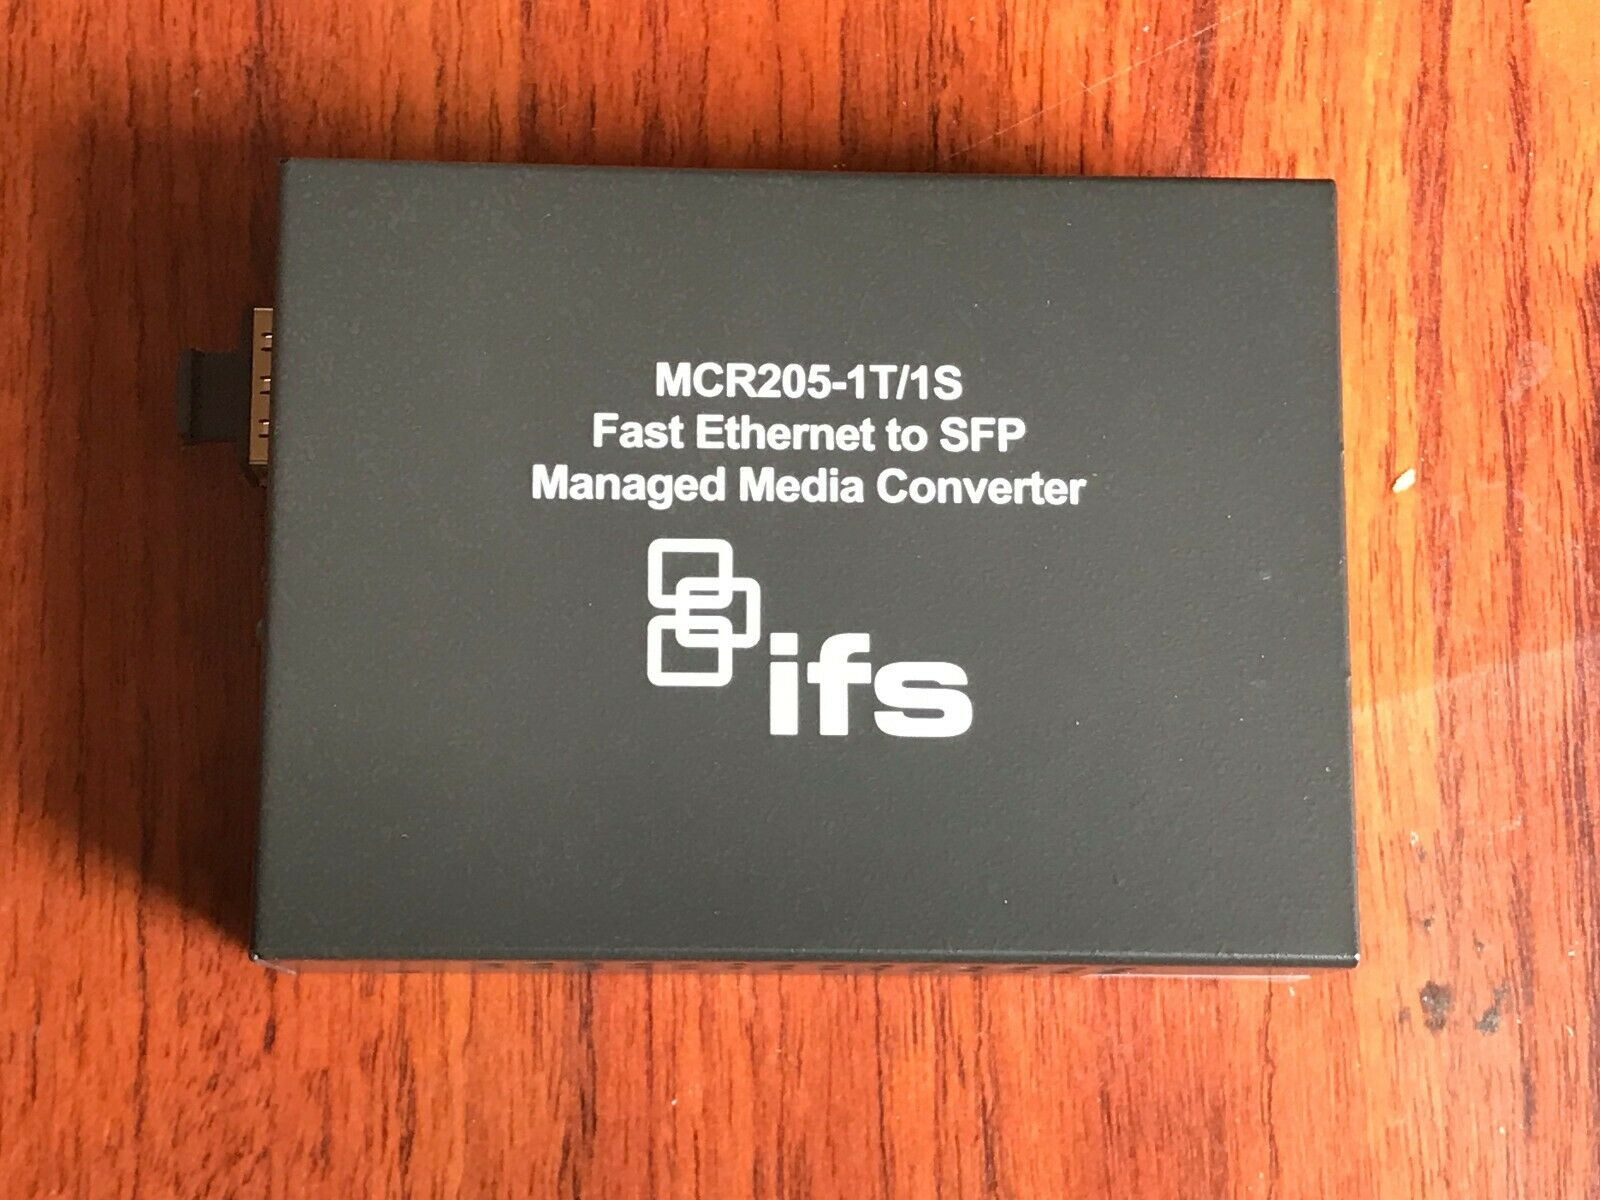 MCR205-1T/1S
Fast Ethernet to SFP
Managed Media Converter
ifs